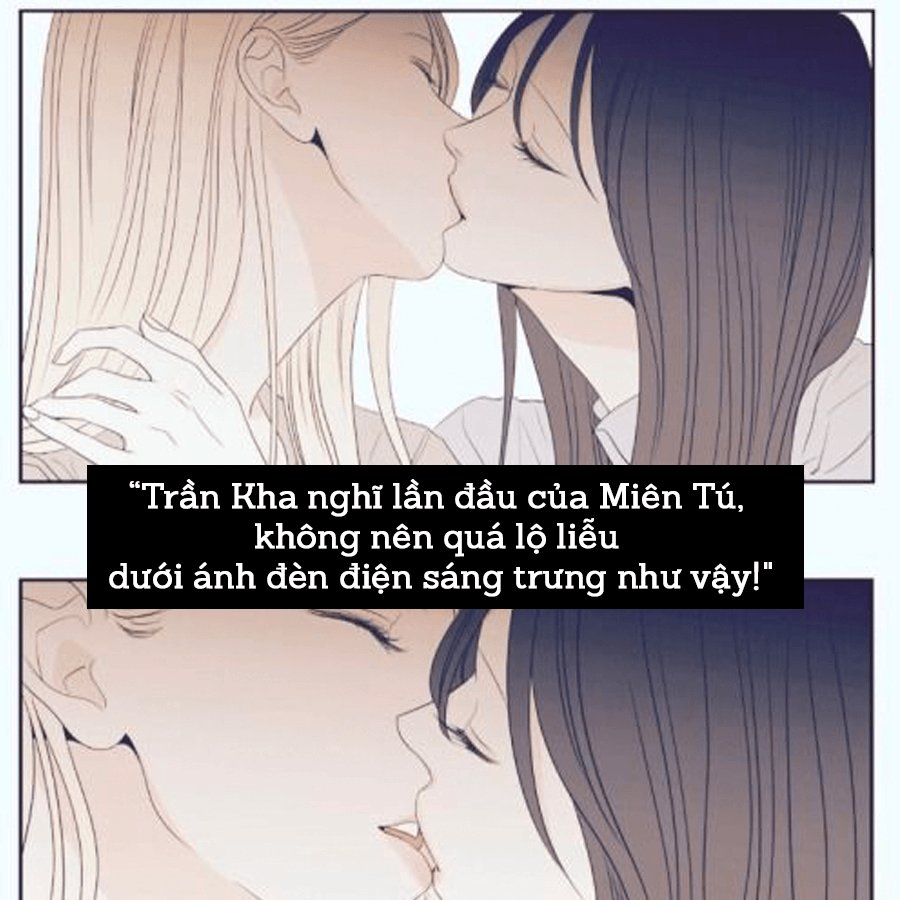 “Trần Kha nghĩ lần đầu của Miên Tú,
không nên quá lộ liễu
dưới ánh đèn điện sáng trưng như vậy!"